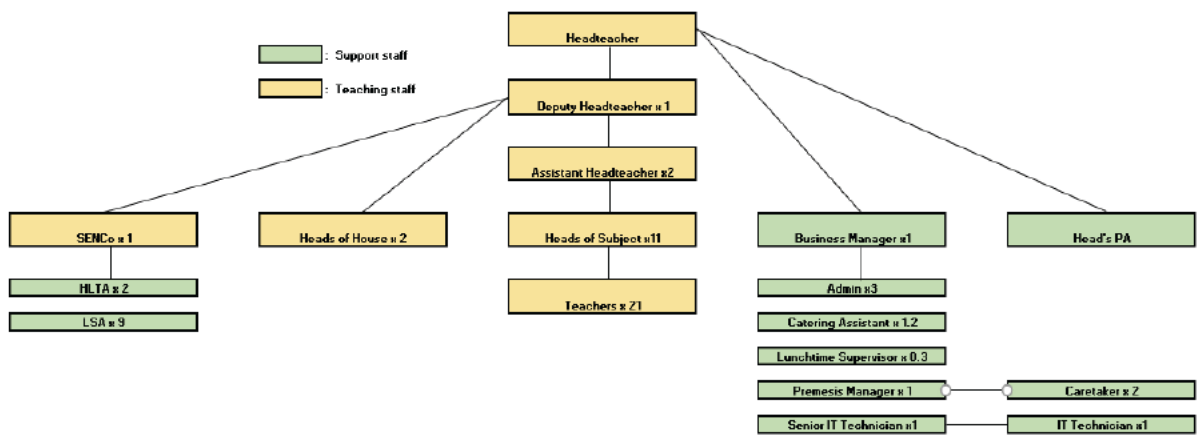 Headteacher
: Support staff
: Teaching staff
Deputy Headteacher x 1
Assistant Headteacher x2
SENCo x 1
Heads of House x 2
Heads of Subject x11
Business Manager x1
Head's PA
HLTA x 2
Teachers x 21
Admin x3
LSA x 9
Catering Assistant x 1.2
Lunchtime Supervisor x 0.3
Premesis Manager x 1
Caretaker x 2
Senior IT Technician x1
IT Technician x1